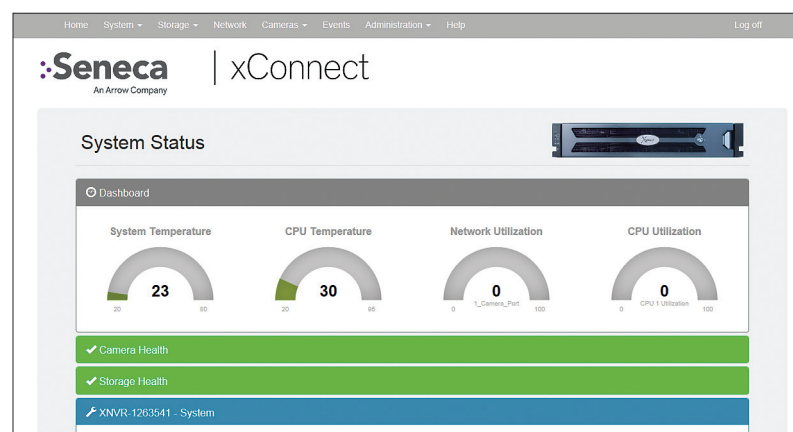 Home System Storage Network Cameras Events Administration Help Log off
:Seneca | xConnect
An Arrow Company
System Status
Dashboard
System Temperature CPU Temperature Network Utilization CPU Utilization
23 30 0 0
1_Camera_Port CPU 1 Utilization
20 60 20 95 0 100 0 100
Camera Health
Storage Health
XNVR-1263541 - System